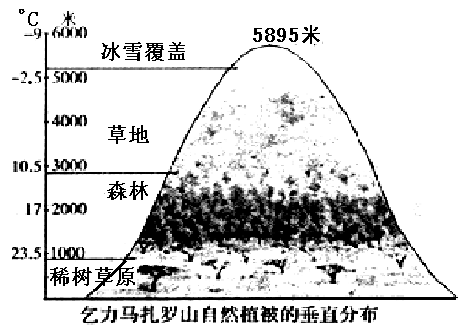 ℃ 米
-9 6000
5895米
冰雪覆盖
-2.5 5000
4000
草地
10.5 3000
森林
17 2000
23.5 1000
稀树草原
乞力马扎罗山自然植被的垂直分布